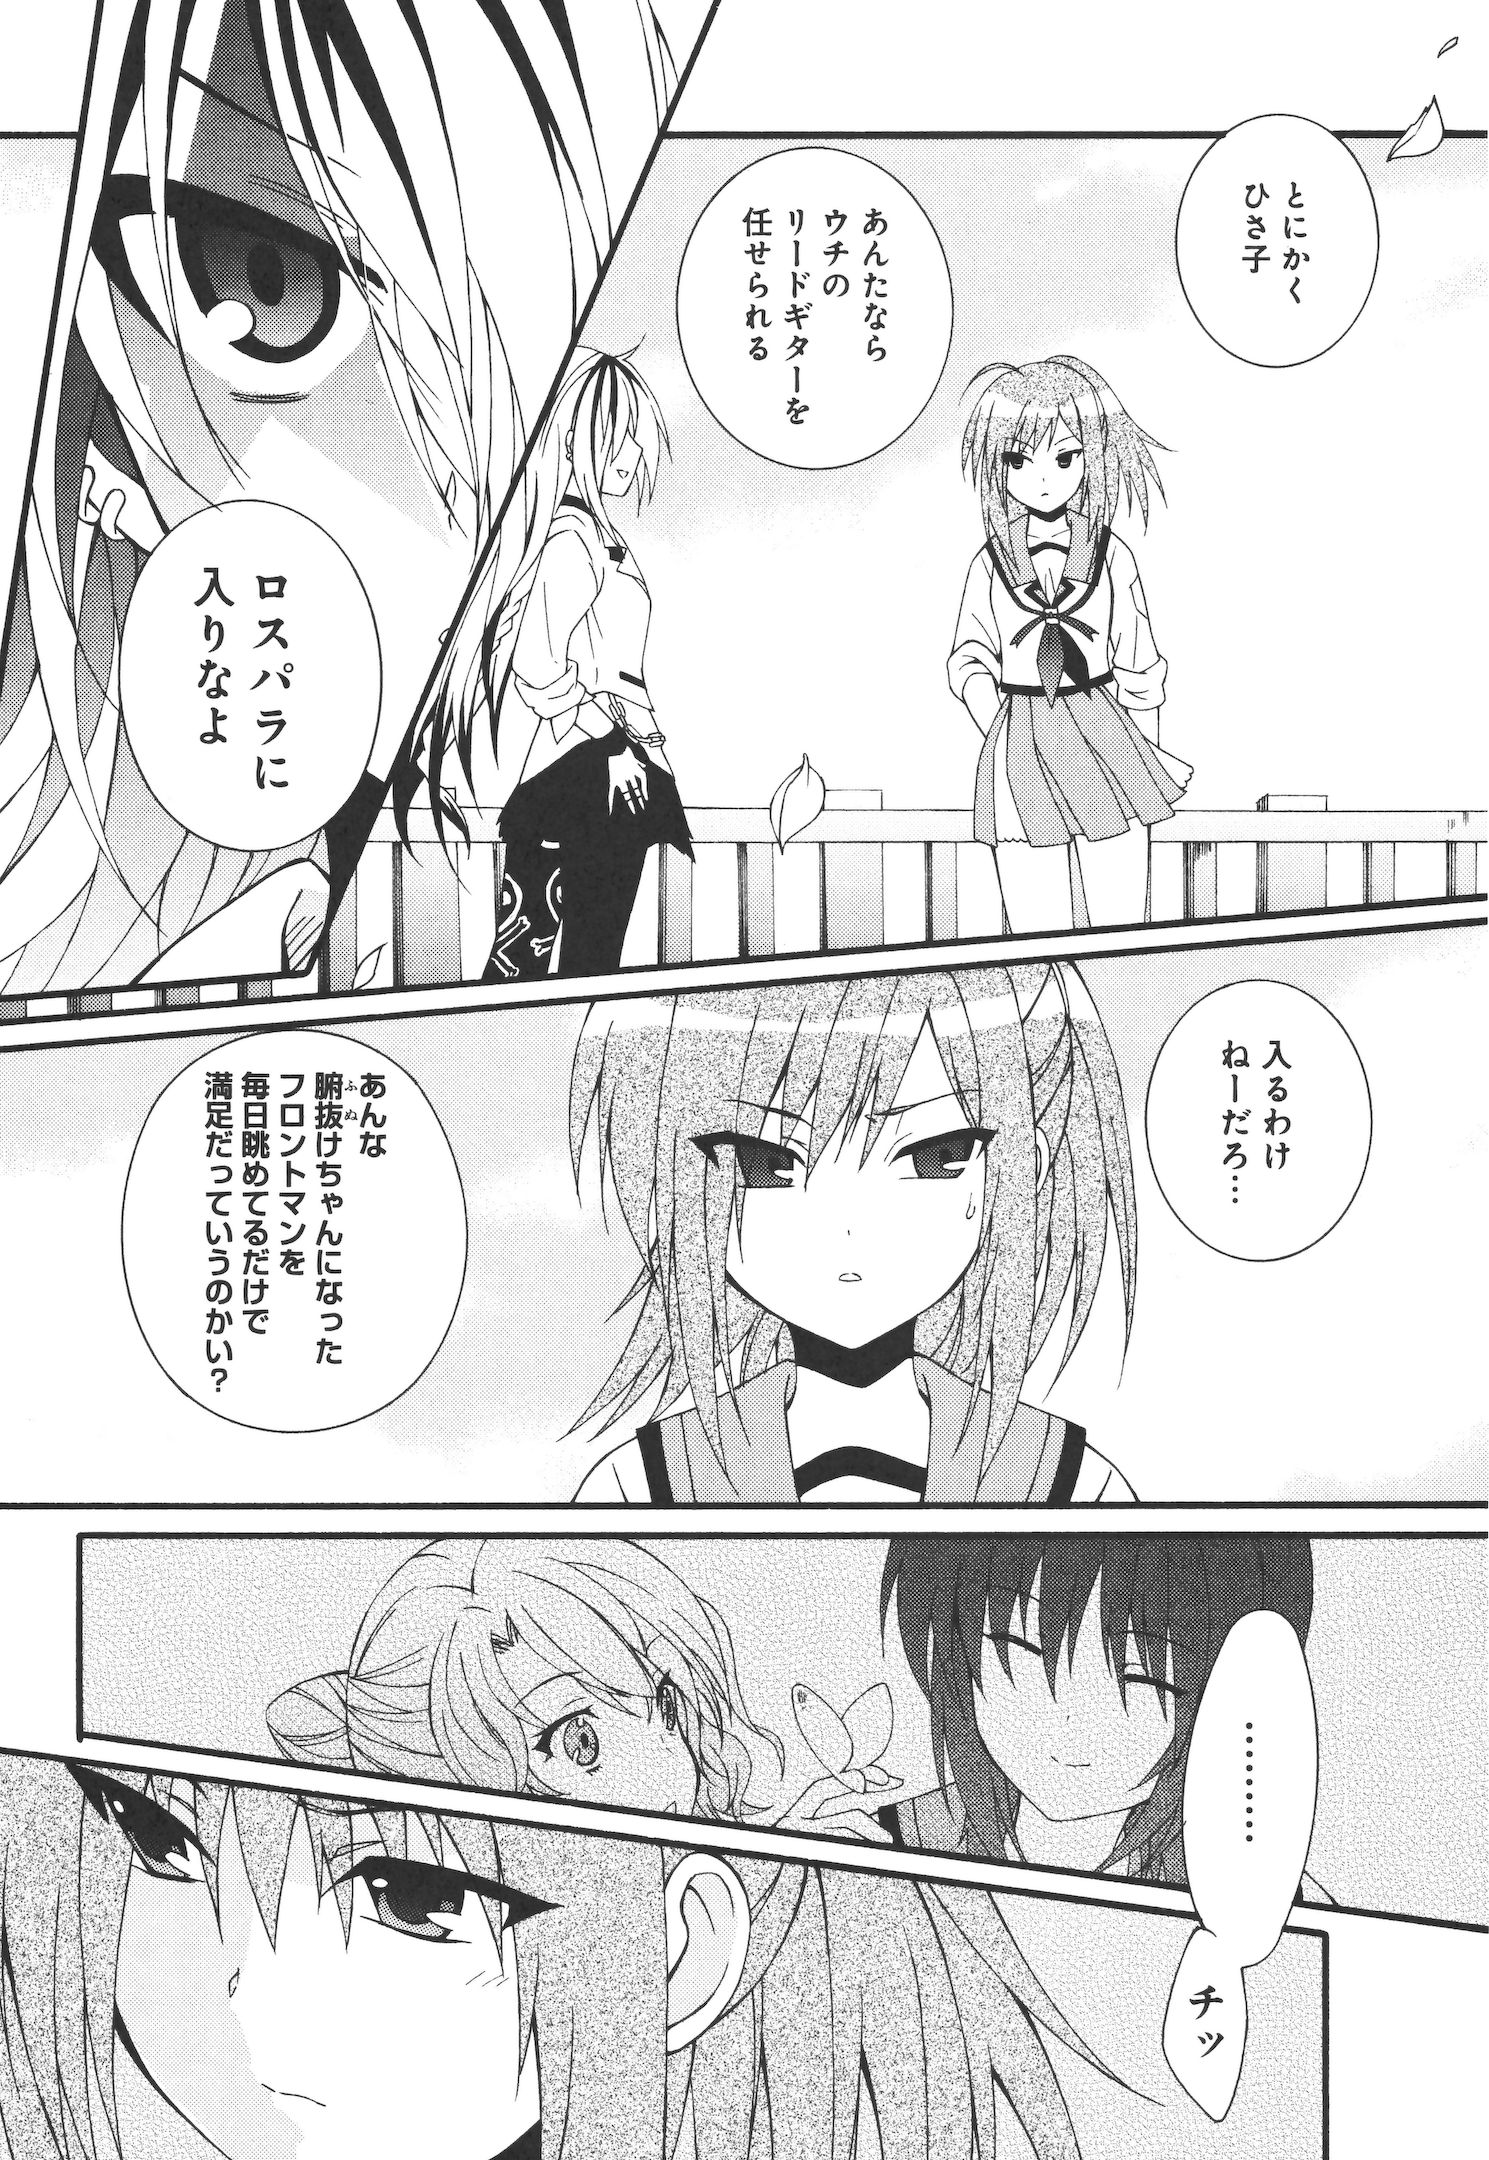 とにかく
ひさ子
あんたなら
ウチの
リードギターを
任せられる
ロスパラに
入りなよ
入るわけ
ねーだろ…
あんな
腑抜けちゃんになった
ふぬ
フロントマンを
毎日眺めてるだけで
満足だっていうのかい？
………
チッ